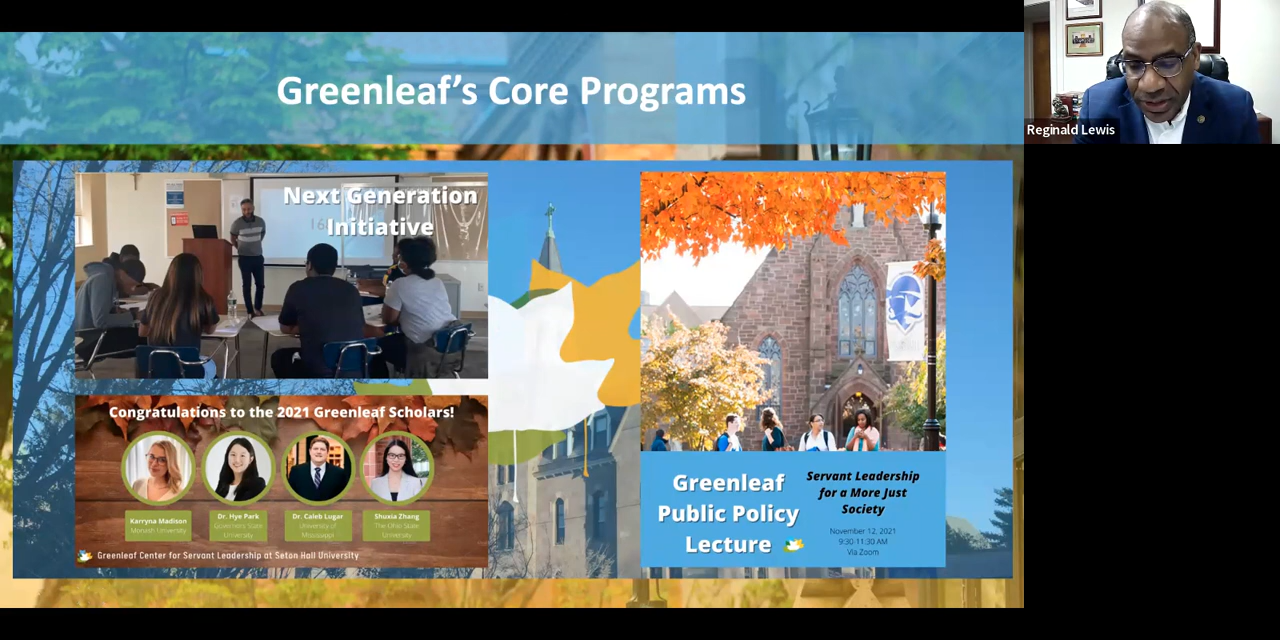 Greenleaf's Core Programs
Reginald Lewis
Next Generation
Initiative
Congratulations to the 2021 Greenleaf Scholars!
Karryna Madison
Monash University
Dr. Hye Park
Governors State
University
Dr. Caleb Lugar
University of
Mississippi
Shuxia Zhang
The Ohio State
University
Greenleaf Center for Servant Leadership at Seton Hall University
Greenleaf
Public Policy
Lecture
Servant Leadership
for a More Just
Society
November 12, 2021
9:30-11:30 AM
Via Zoom